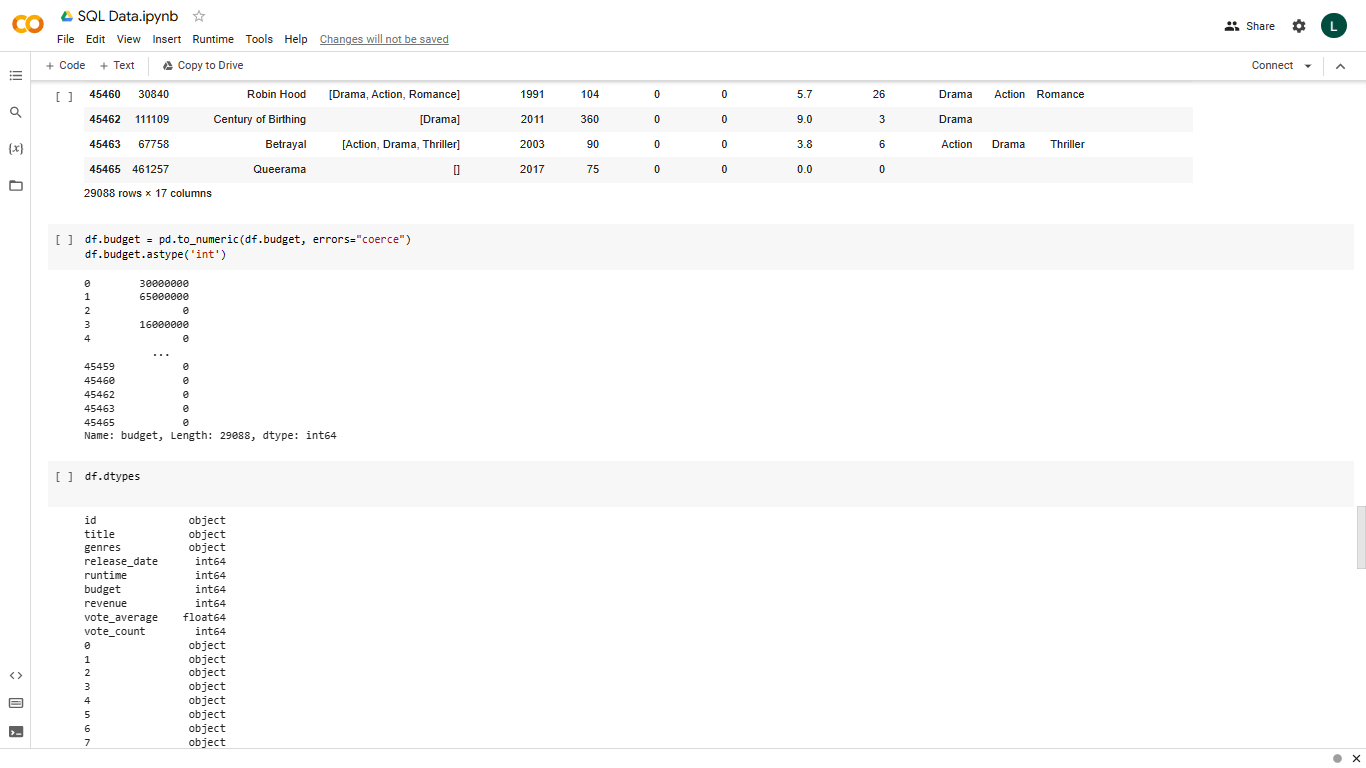 SQL Data.ipynb
File Edit View Insert Runtime Tools Help Changes will not be saved
Share
L
+ Code + Text Copy to Drive
Connect
[ ] 45460 30840 Robin Hood [Drama, Action, Romance] 1991 104 0 0 5.7 26 Drama Action Romance
45462 111109 Century of Birthing [Drama] 2011 360 0 0 9.0 3 Drama
45463 67758 Betrayal [Action, Drama, Thriller] 2003 90 0 0 3.8 6 Action Drama Thriller
45465 461257 Queerama [] 2017 75 0 0 0.0 0
29088 rows × 17 columns
[ ] df.budget = pd.to_numeric(df.budget, errors="coerce")
df.budget.astype('int')
0 30000000
1 65000000
2 0
3 16000000
4 0
...
45459 0
45460 0
45462 0
45463 0
45465 0
Name: budget, Length: 29088, dtype: int64
[ ] df.dtypes
id object
title object
genres object
release_date int64
runtime int64
budget int64
revenue int64
vote_average float64
vote_count int64
0 object
1 object
2 object
3 object
4 object
5 object
6 object
7 object